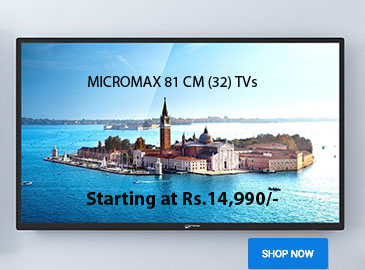 MICROMAX 81 CM (32) TVs
Starting at Rs.14,990/-
SHOP NOW